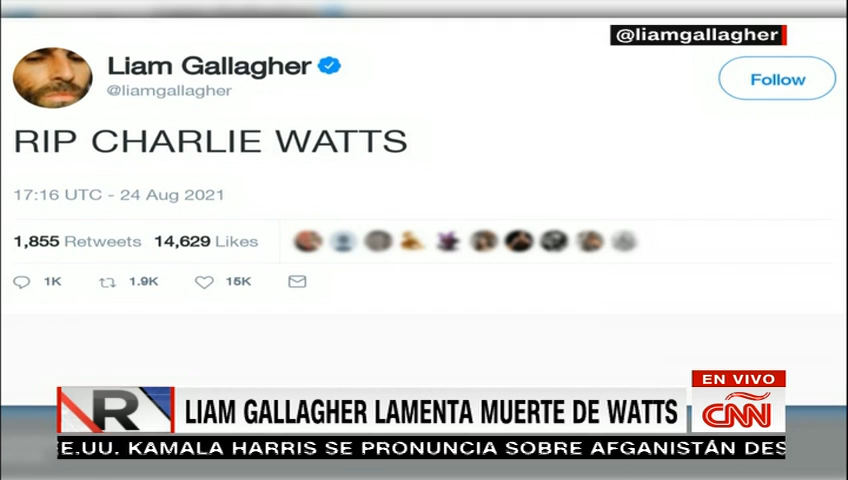 @liamgallagher
Liam Gallagher
@liamgallagher
Follow
RIP CHARLIE WATTS
17:16 UTC - 24 Aug 2021
1,855 Retweets 14,629 Likes
1K 1.9K 15K
EN VIVO
R LIAM GALLAGHER LAMENTA MUERTE DE WATTS
CNN
E.UU. KAMALA HARRIS SE PRONUNCIA SOBRE AFGANISTÁN DES